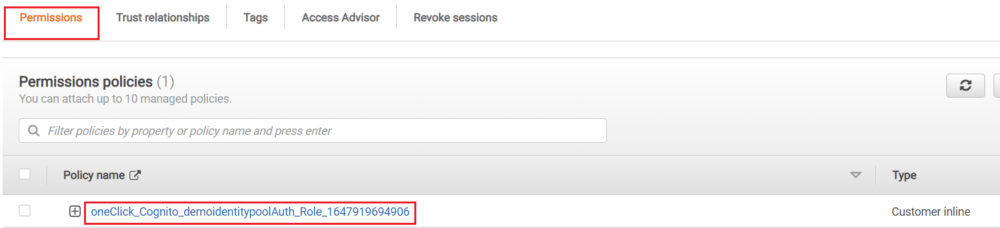 Permissions Trust relationships Tags Access Advisor Revoke sessions
Permissions policies (1)
You can attach up to 10 managed policies.
Filter policies by property or policy name and press enter
Policy name Type
oneClick_Cognito_demoidentitypoolAuth_Role_1647919694906 Customer inline